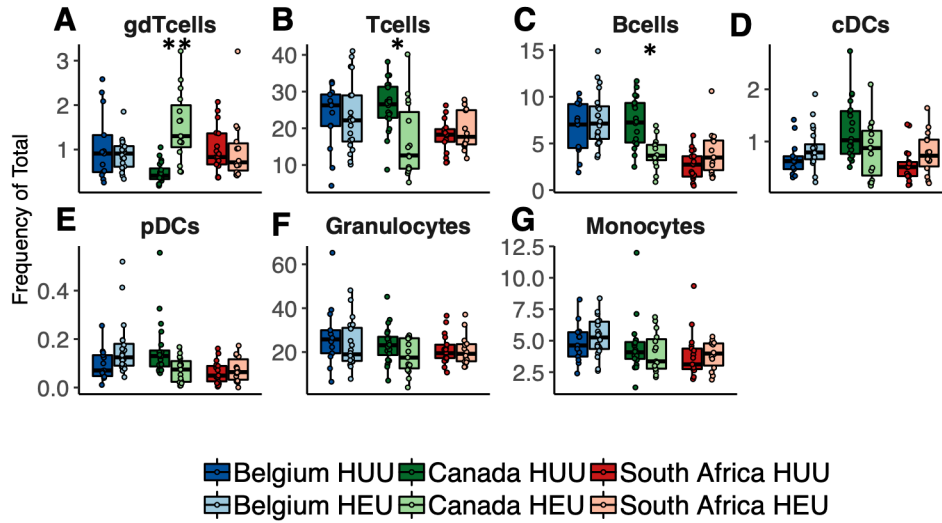 A gdTcells
B Tcells
C Bcells
D cDCs
**
*
*
3
2
1
40
30
20
10
15
10
5
0
2
1
Frequency of Total
E pDCs
F Granulocytes
G Monocytes
0.4
0.2
0.0
60
40
20
12.5
10.0
7.5
5.0
2.5
Belgium HUU Canada HUU South Africa HUU
Belgium HEU Canada HEU South Africa HEU